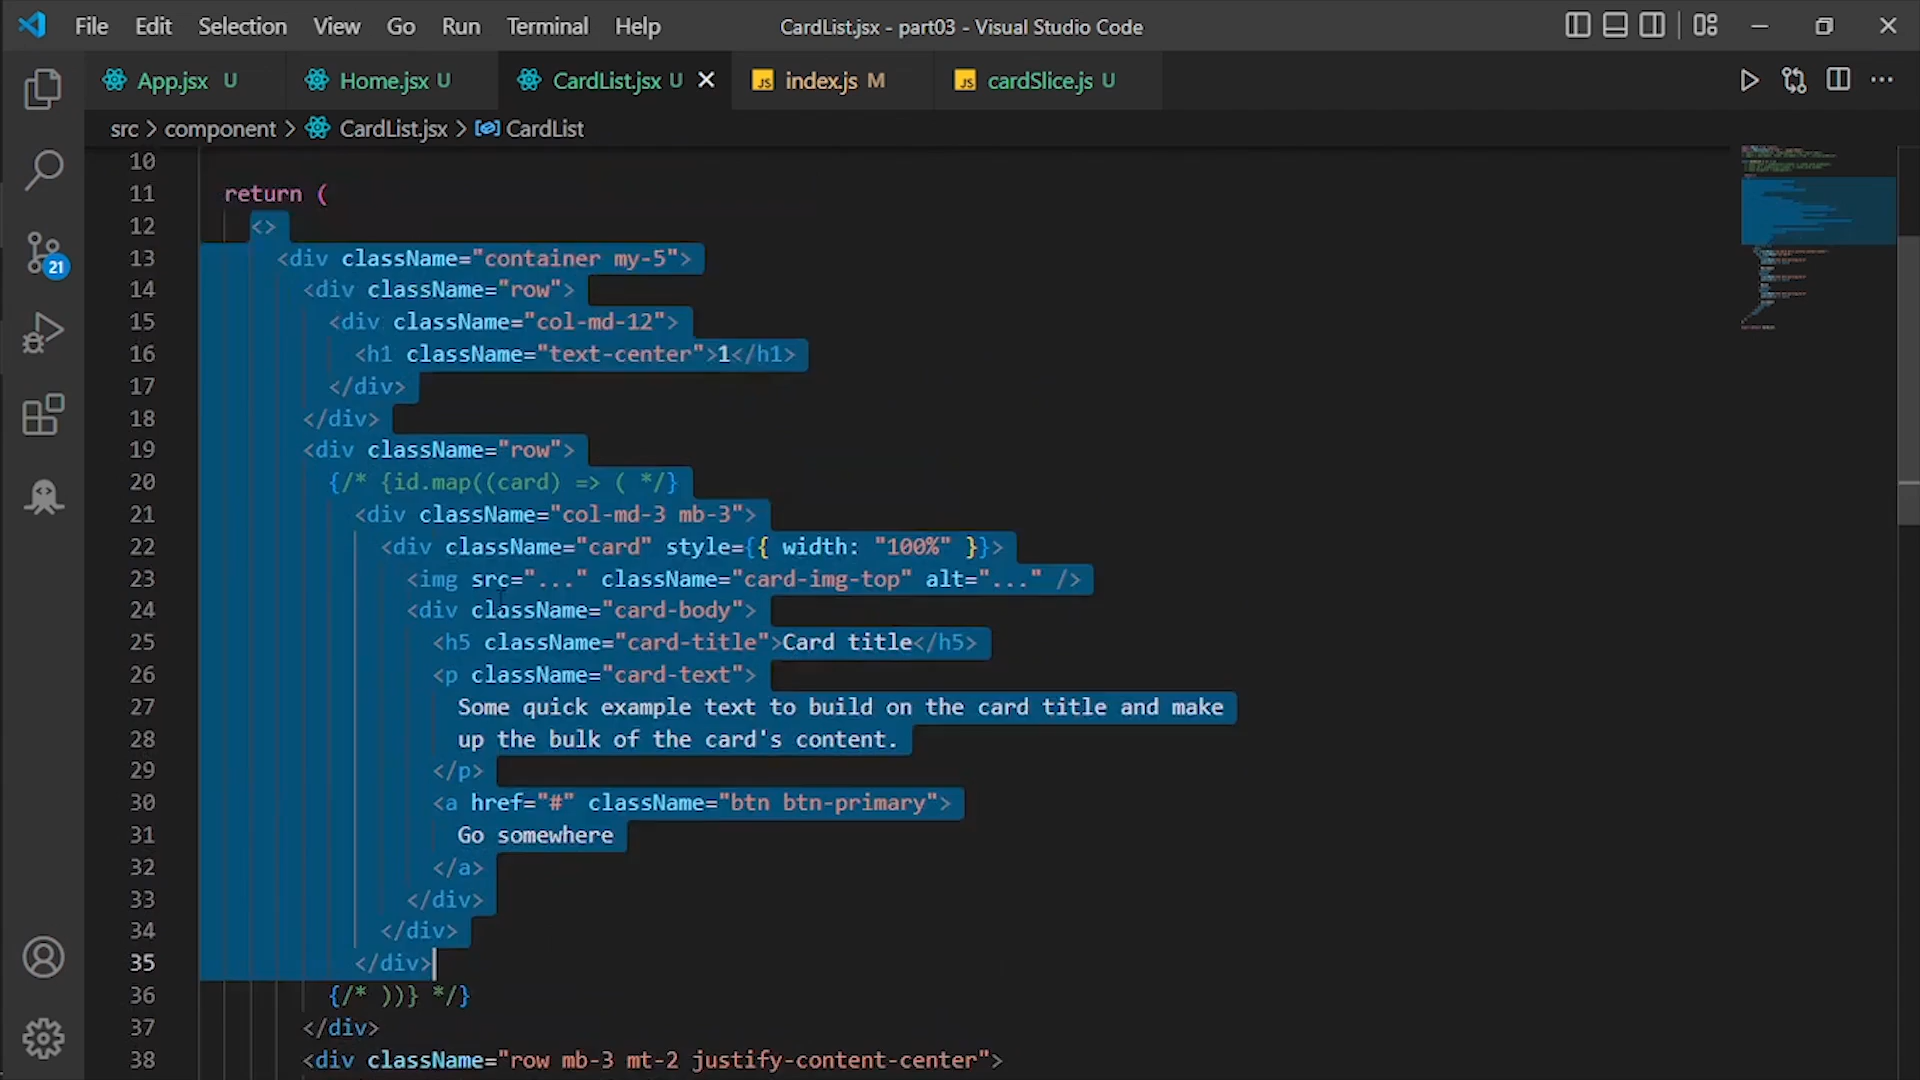 File Edit Selection View Go Run Terminal Help CardList.jsx - part03 - Visual Studio Code
App.jsx U Home.jsx U CardList.jsx U JS index.js M JS cardSlice.js U
src > component > CardList.jsx > CardList
10
11 return (
12 <>
13 <div className="container my-5">
14 <div className="row">
15 <div className="col-md-12">
16 <h1 className="text-center">1</h1>
17 </div>
18 </div>
19 <div className="row">
20 {/* {id.map((card) => ( */}
21 <div className="col-md-3 mb-3">
22 <div className="card" style={{ width: "100%" }}>
23 <img src="..." className="card-img-top" alt="..." />
24 <div className="card-body">
25 <h5 className="card-title">Card title</h5>
26 <p className="card-text">
27 Some quick example text to build on the card title and make
28 up the bulk of the card's content.
29 </p>
30 <a href="#" className="btn btn-primary">
31 Go somewhere
32 </a>
33 </div>
34 </div>
35 </div>
36 {/* ))} */}
37 </div>
38 <div className="row mb-3 mt-2 justify-content-center">
21